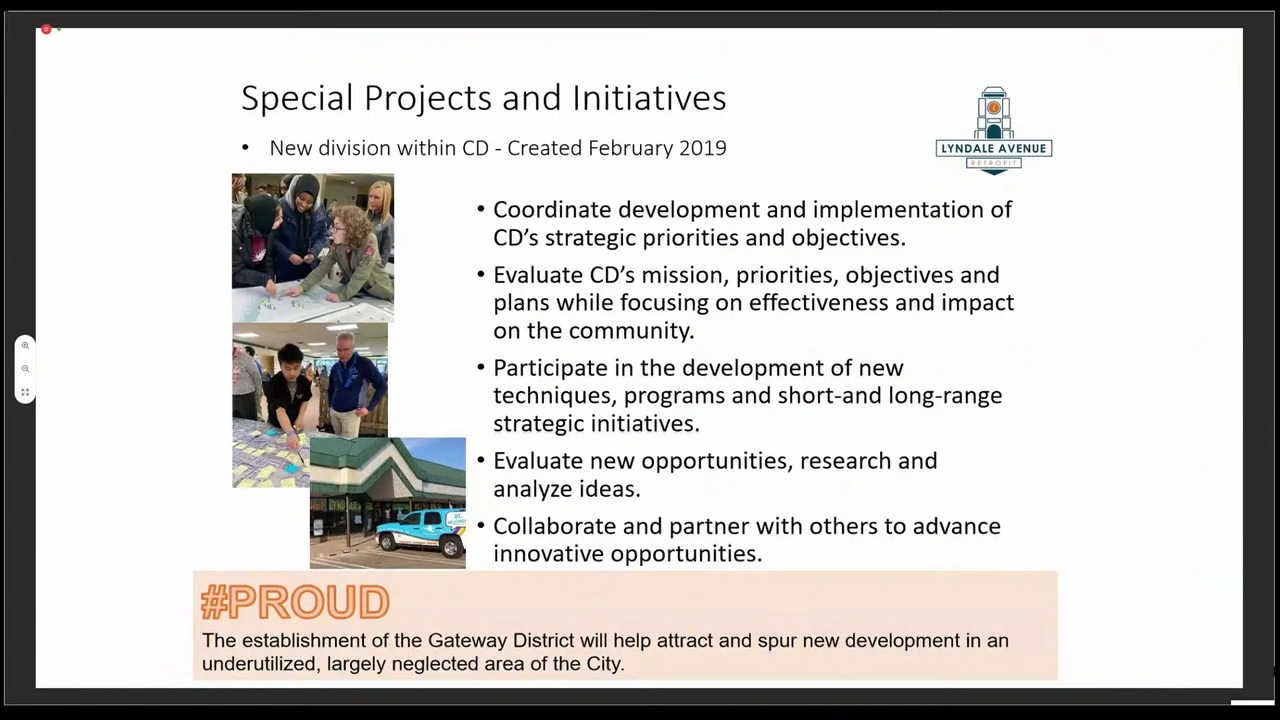 Special Projects and Initiatives
• New division within CD - Created February 2019
LYNDALE AVENUE
RETROFIT
• Coordinate development and implementation of
CD's strategic priorities and objectives.
• Evaluate CD's mission, priorities, objectives and
plans while focusing on effectiveness and impact
on the community.
• Participate in the development of new
techniques, programs and short-and long-range
strategic initiatives.
• Evaluate new opportunities, research and
analyze ideas.
• Collaborate and partner with others to advance
innovative opportunities.
#PROUD
The establishment of the Gateway District will help attract and spur new development in an
underutilized, largely neglected area of the City.